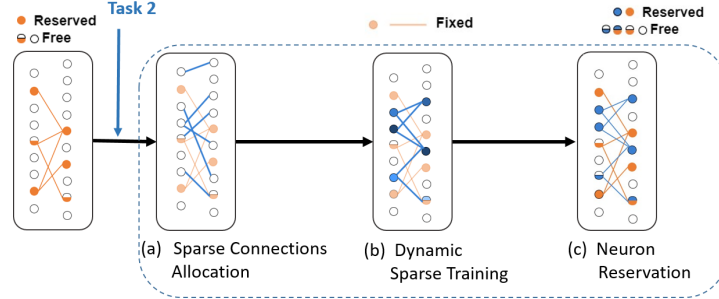 Task 2
Reserved
Free
Fixed
Reserved
Free
(a) Sparse Connections
Allocation
(b) Dynamic
Sparse Training
(c) Neuron
Reservation